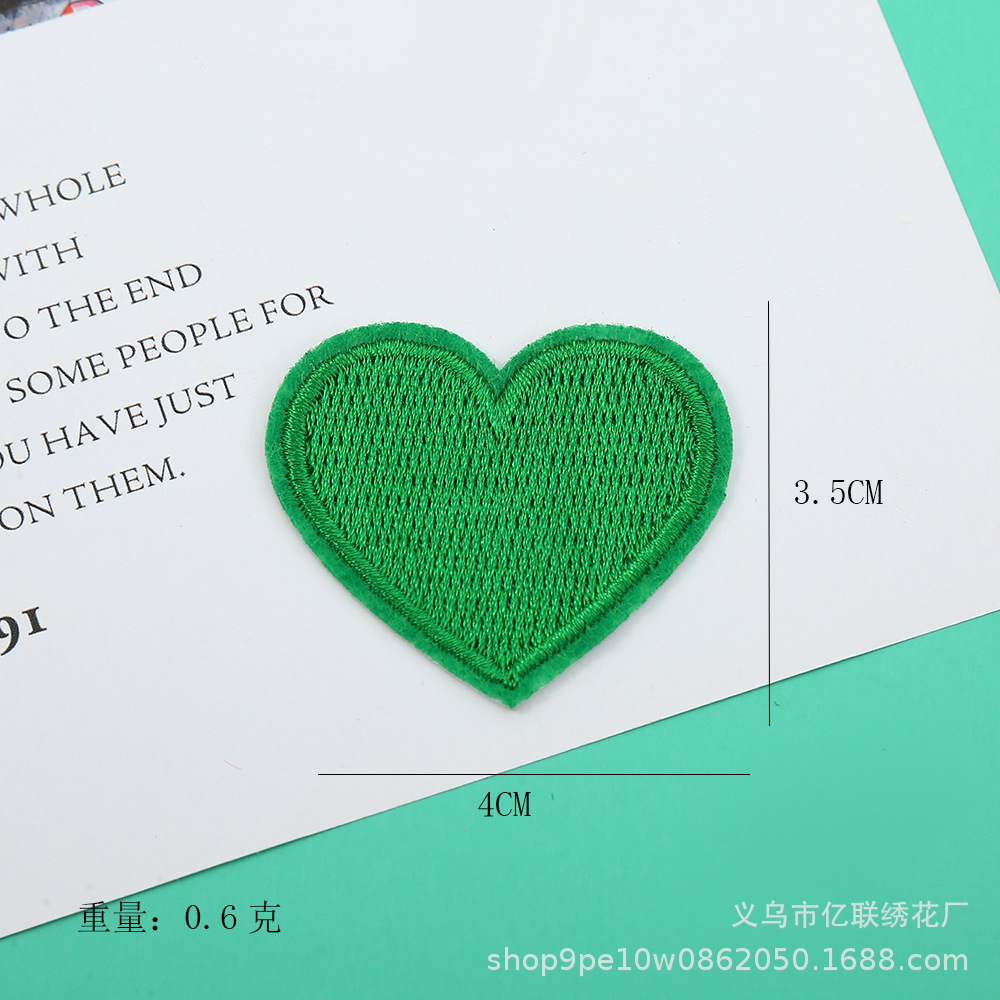 WHOLE
WITH
O THE END
SOME PEOPLE FOR
OU HAVE JUST
ON THEM.
91
3.5CM
4CM
重量：0.6克
义乌市亿联绣花厂
shop9pe10w0862050.1688.com